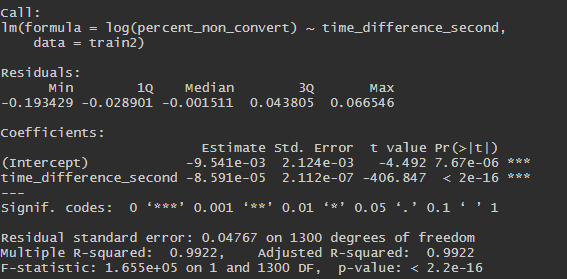 Call:
lm(formula = log(percent_non_convert) ~ time_difference_second,
data = train2)
Residuals:
Min 1Q Median 3Q Max
-0.193429 -0.028901 -0.001511 0.043805 0.066546
Coefficients:
Estimate Std. Error t value Pr(>|t|)
(Intercept) -9.541e-03 2.124e-03 -4.492 7.67e-06 ***
time_difference_second -8.591e-05 2.112e-07 -406.847 < 2e-16 ***
---
Signif. codes: 0 ‘***’ 0.001 ‘**’ 0.01 ‘*’ 0.05 ‘.’ 0.1 ‘ ’ 1
Residual standard error: 0.04767 on 1300 degrees of freedom
Multiple R-squared: 0.9922, Adjusted R-squared: 0.9922
F-statistic: 1.655e+05 on 1 and 1300 DF, p-value: < 2.2e-16